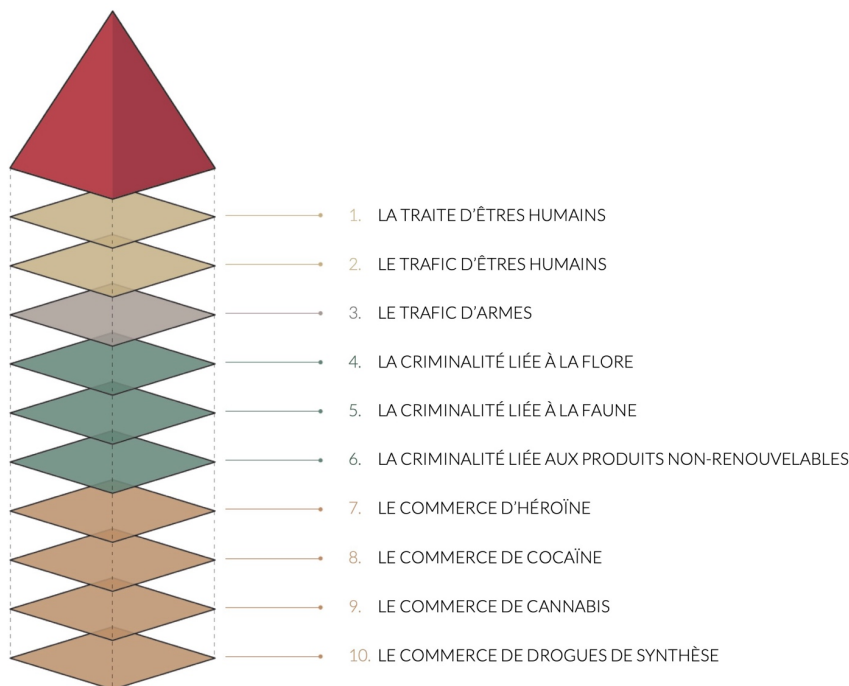 1. LA TRAITE D'ÊTRES HUMAINS
2. LE TRAFIC D'ÊTRES HUMAINS
3. LE TRAFIC D'ARMES
4. LA CRIMINALITÉ LIÉE À LA FLORE
5. LA CRIMINALITÉ LIÉE À LA FAUNE
6. LA CRIMINALITÉ LIÉE AUX PRODUITS NON-RENOUVELABLES
7. LE COMMERCE D'HÉROÏNE
8. LE COMMERCE DE COCAÏNE
9. LE COMMERCE DE CANNABIS
10. LE COMMERCE DE DROGUES DE SYNTHÈSE